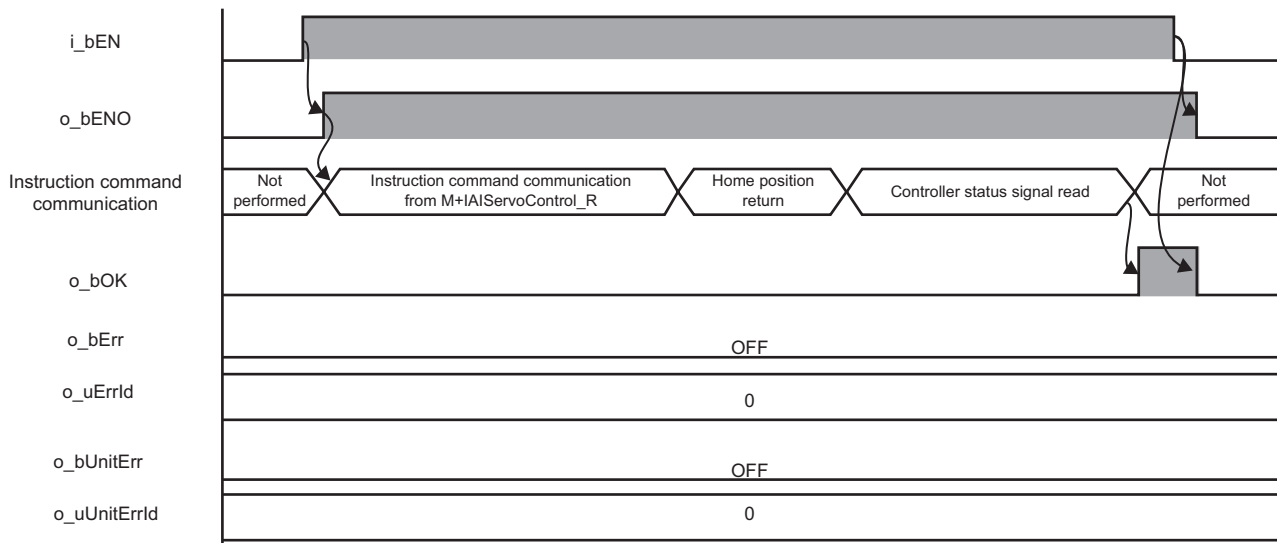 i_bEN
o_bENO
Instruction command
communication
Not
performed
Instruction command communication
from M+IAIServoControl_R
Home position
return
Controller status signal read
Not
performed
o_bOK
o_bErr
OFF
o_uErrId
0
o_bUnitErr
OFF
o_uUnitErrId
0